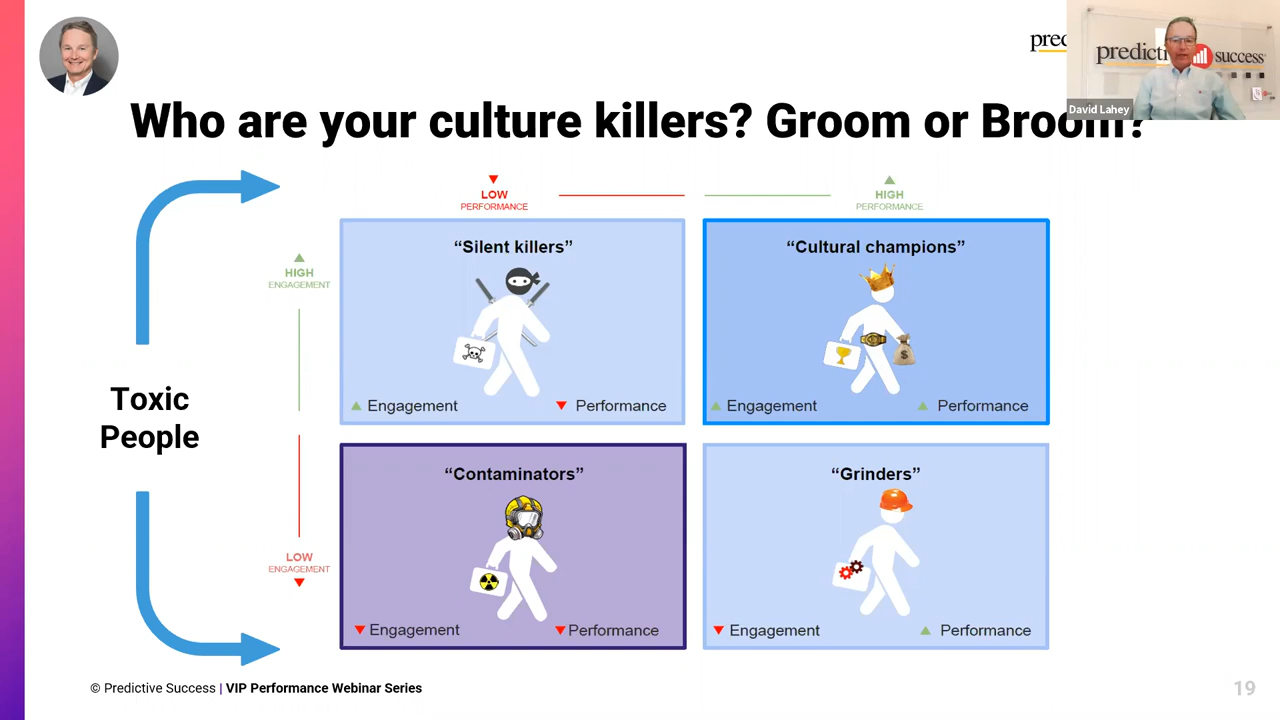 prec
predicti success
David Lahey
Who are your culture killers? Groom or Broom?
LOW
PERFORMANCE
HIGH
PERFORMANCE
“Silent killers”
“Cultural champions”
HIGH
ENGAGEMENT
$
Engagement
Performance
Engagement
Performance
Toxic
People
“Contaminators”
“Grinders”
LOW
ENGAGEMENT
Engagement
Performance
Engagement
Performance
© Predictive Success | VIP Performance Webinar Series
19